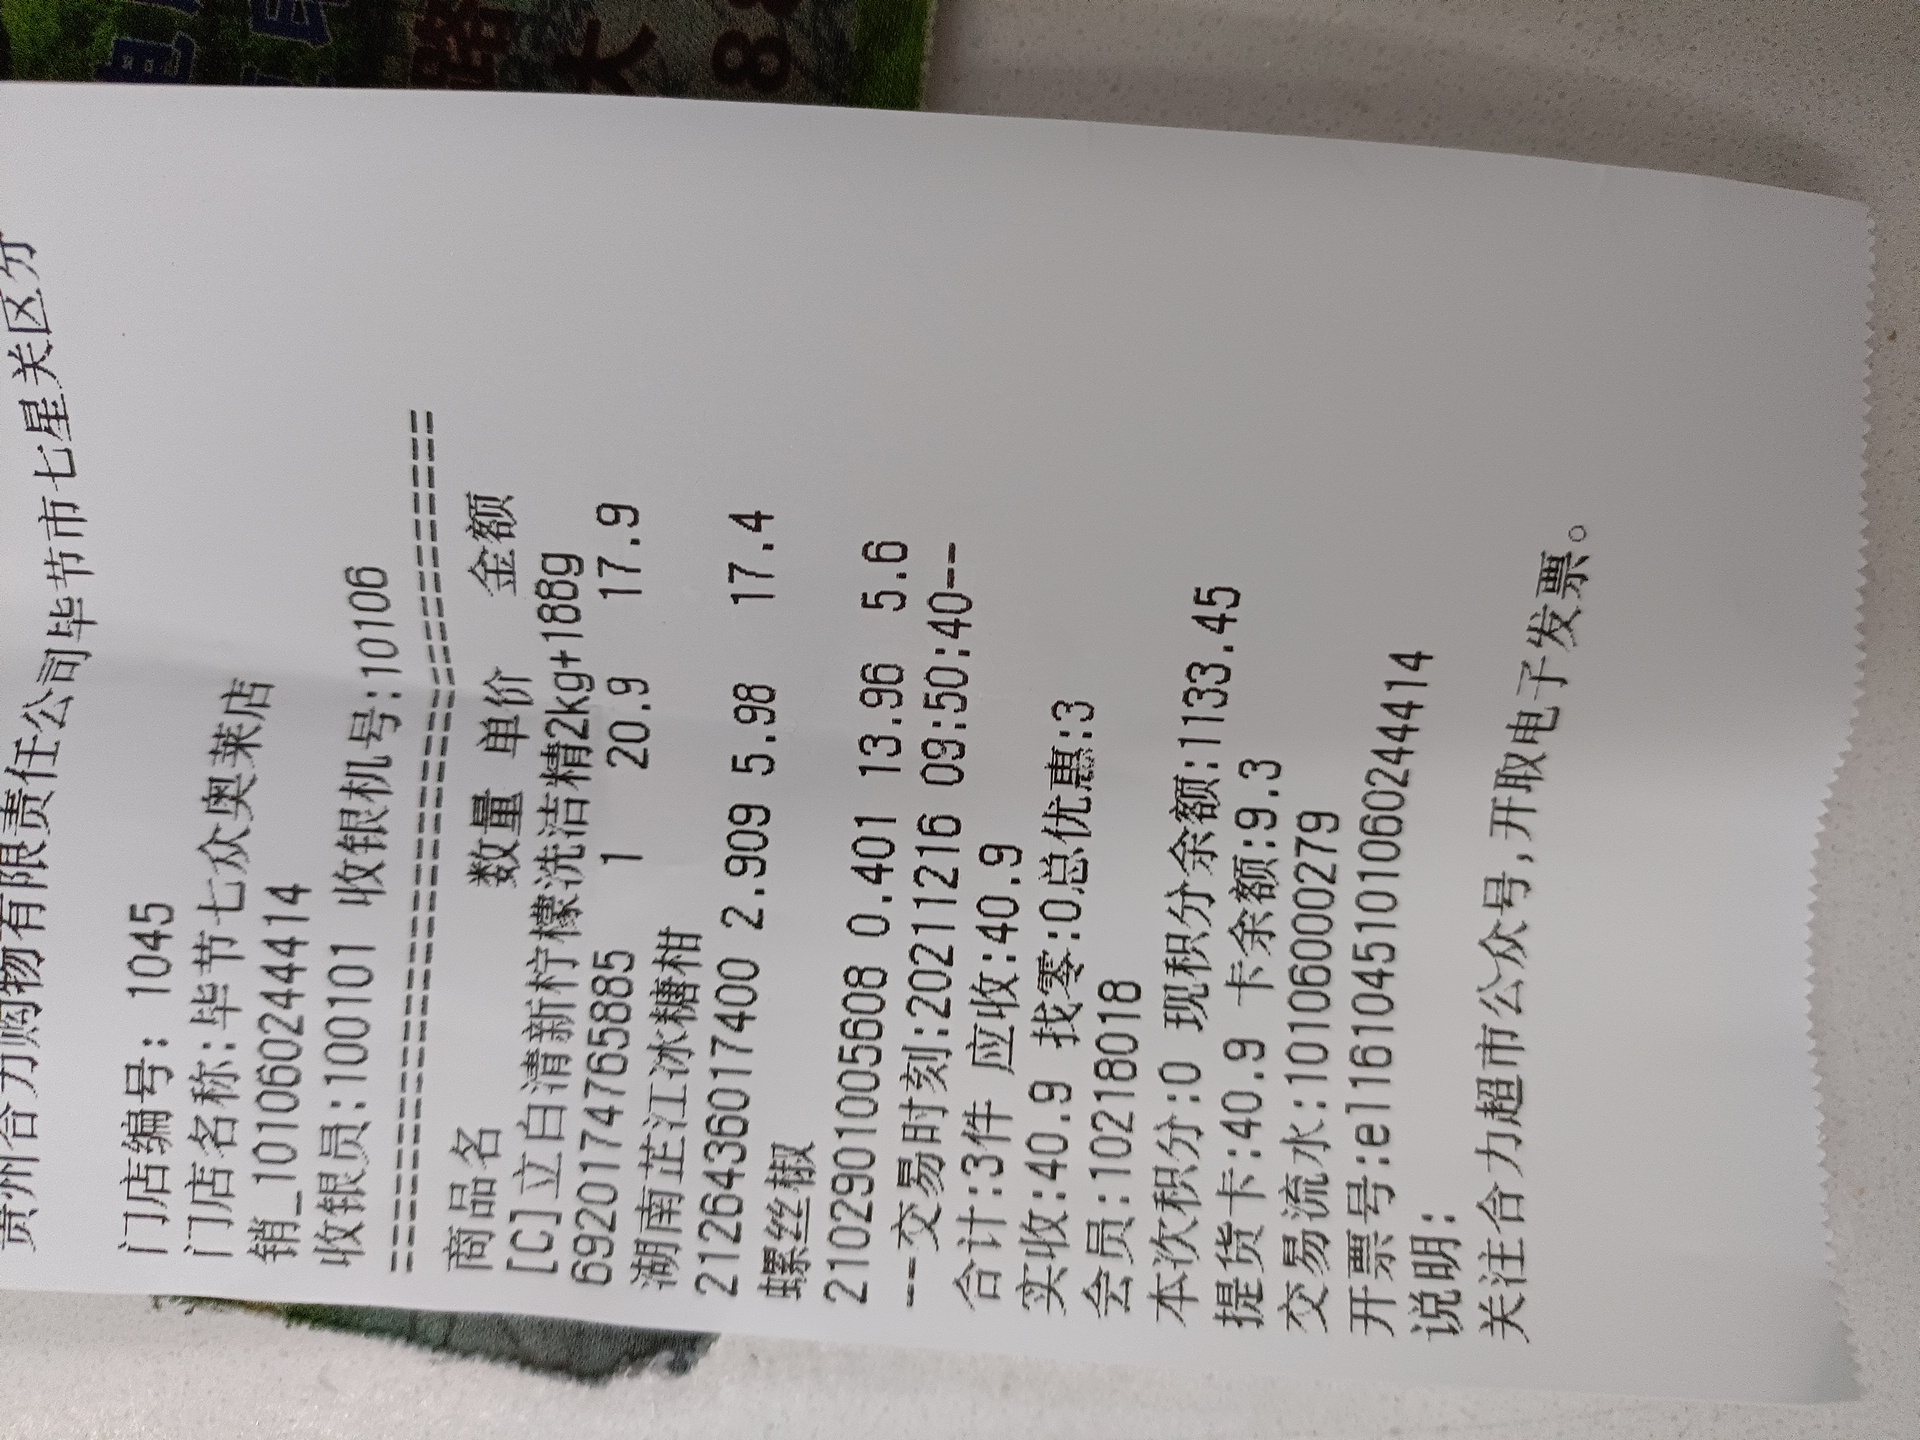 贵州合力购物有限责任公司毕节市七星关区分
门店编号: 1045
门店名称:毕节七众奥莱店
销_101060244414
收银员:100101 收银机号:10106
商品名 数量 单价 金额
[C]立白清新柠檬洗洁精2kg+188g
6920174765885 1 20.9 17.9
湖南芷江冰糖柑
2126436017400 2.909 5.98 17.4
螺丝椒
2102901005608 0.401 13.96 5.6
---交易时刻:20211216 09:50:40--
合计:3件 应收:40.9
实收:40.9 找零:0总优惠:3
会员:102180018
本次积分:0 现积分余额:1133.45
提货卡:40.9 卡余额:9.3
交易流水:1010600000279
开票号:e1161045101060244414
说明:
关注合力超市公众号,开取电子发票。